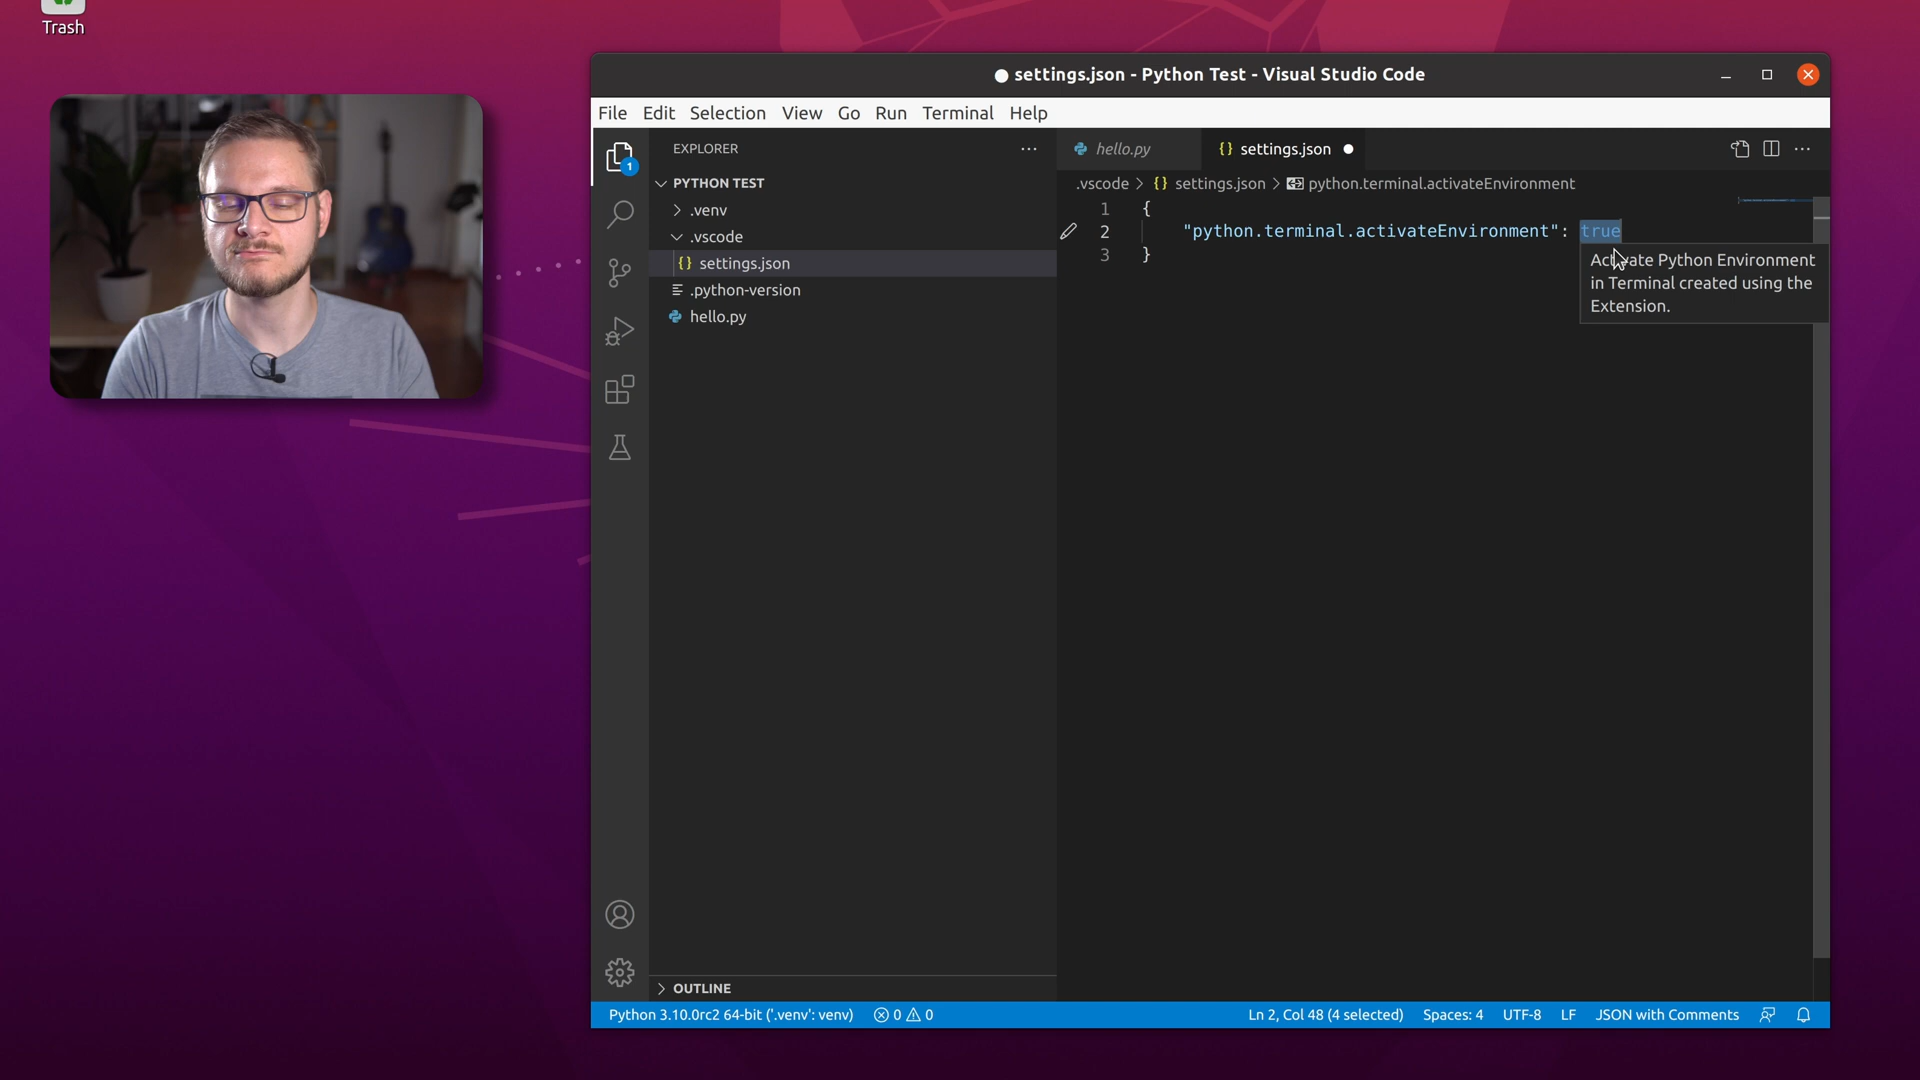 Trash
● settings.json - Python Test - Visual Studio Code
File Edit Selection View Go Run Terminal Help
1
EXPLORER
PYTHON TEST
.venv
.vscode
{} settings.json
.python-version
hello.py
OUTLINE
hello.py
{} settings.json ●
.vscode > {} settings.json > python.terminal.activateEnvironment
1 {
2 "python.terminal.activateEnvironment": true
3 }
Activate Python Environment
in Terminal created using the
Extension.
Python 3.10.0rc2 64-bit ('.venv': venv) 0 0 Ln 2, Col 48 (4 selected) Spaces: 4 UTF-8 LF JSON with Comments